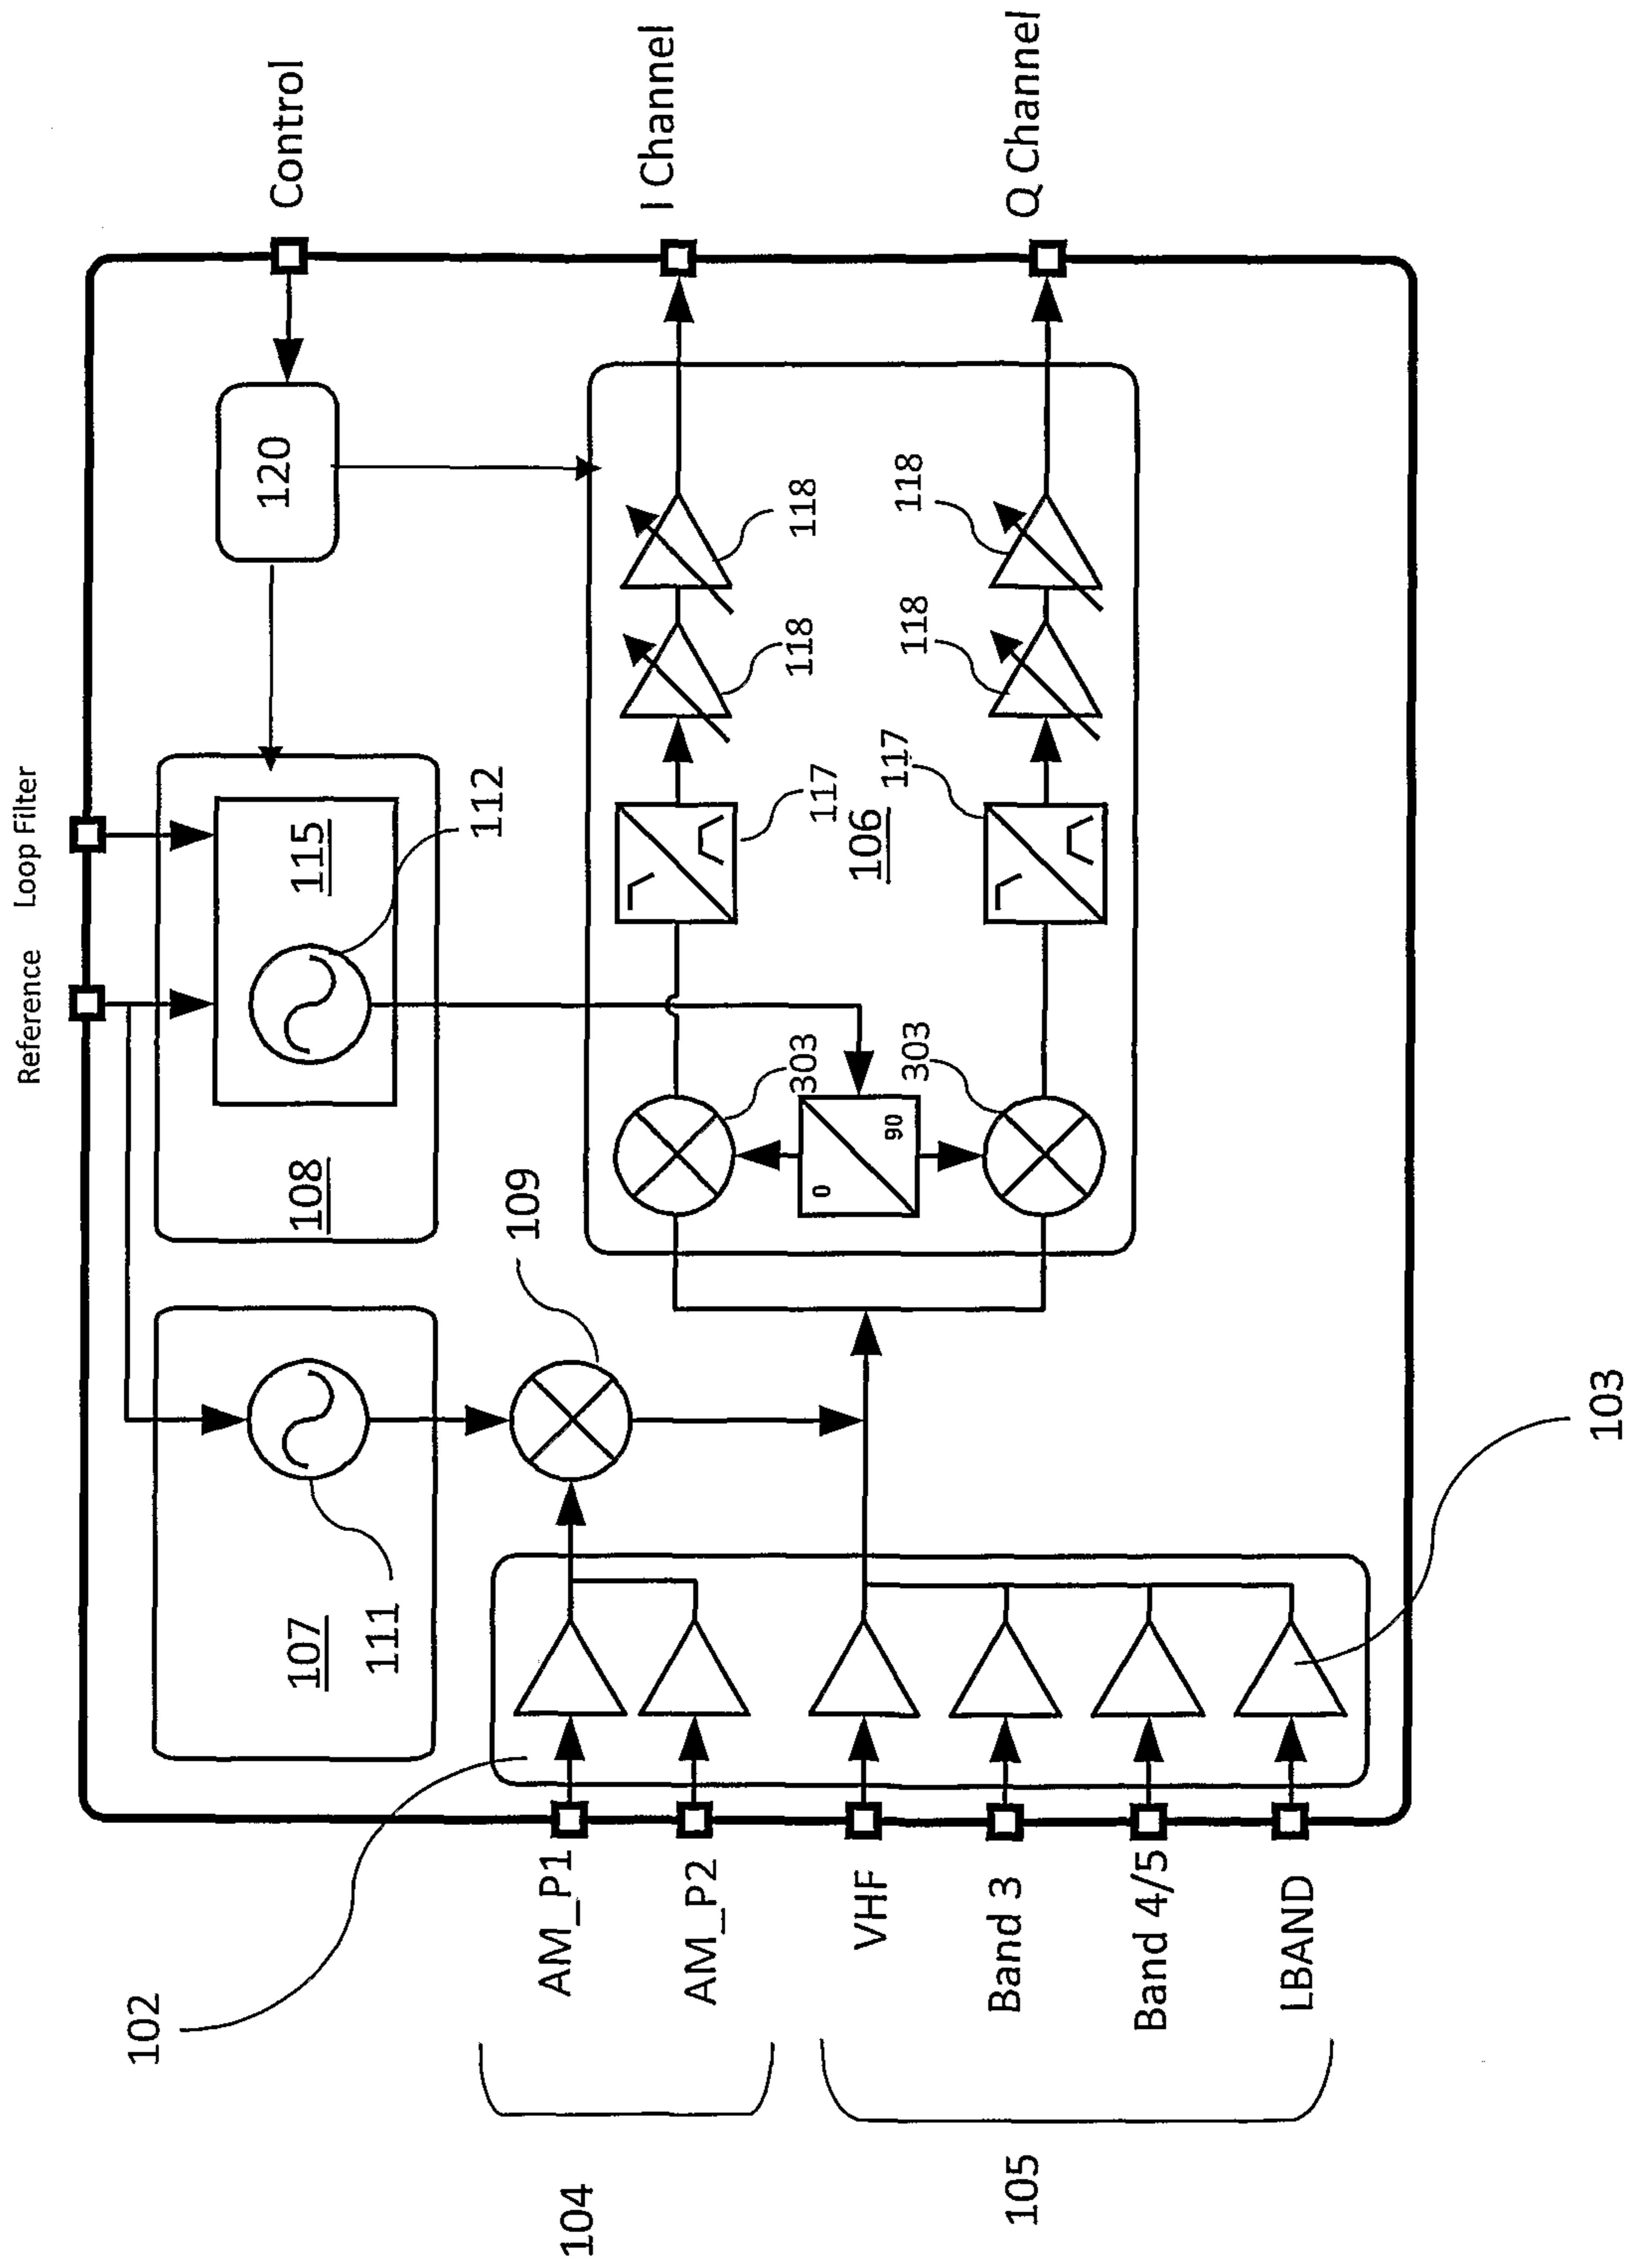 Reference
Loop Filter
Control
I Channel
Q Channel
107
111
108
115
112
120
109
303
303
0
90
117
106
117
118
118
118
118
102
103
AM_P1
AM_P2
VHF
Band 3
Band 4/5
LBAND
104
105